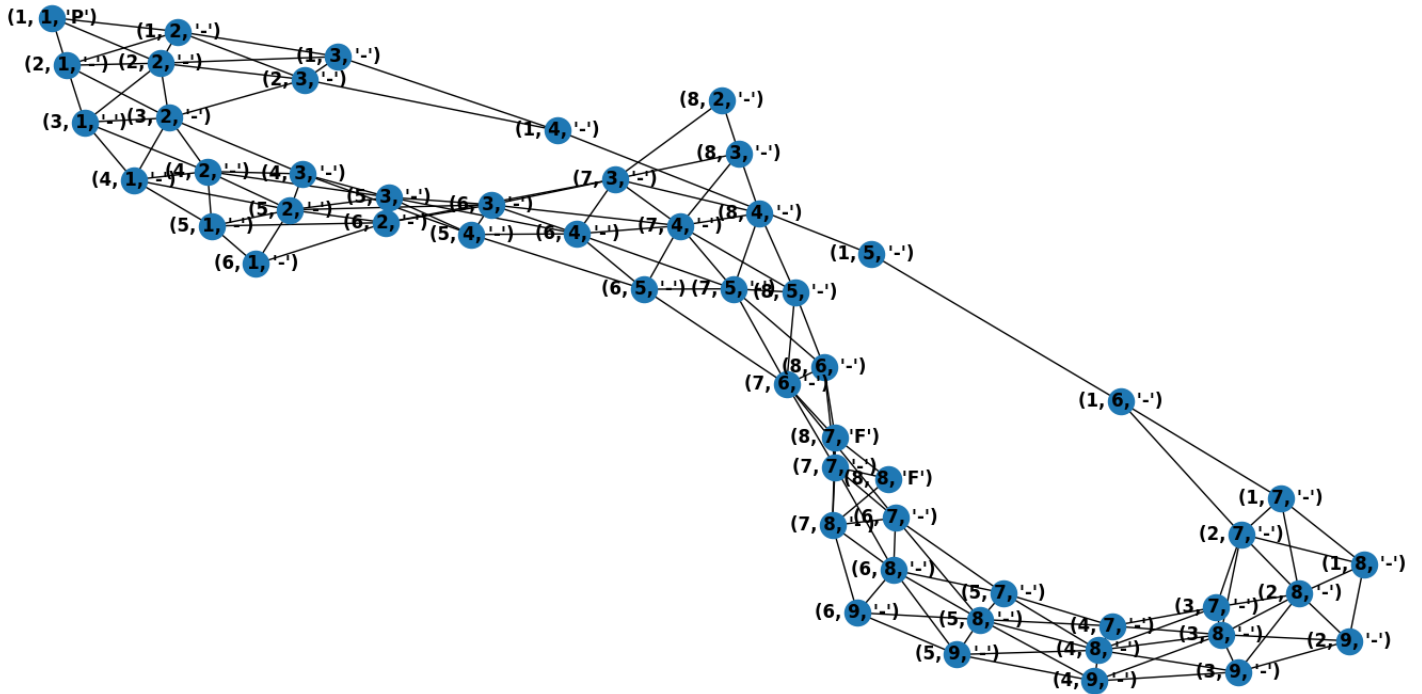 (1, 1, 'P')
(1, 2, '-')
(1, 3, '-')
(2, 1, '-')
(2, 2, '-')
(2, 3, '-')
(8, 2, '-')
(3, 1, '-')
(3, 2, '-')
(1, 4, '-')
(8, 3, '-')
(4, 1, '-')
(4, 2, '-')
(4, 3, '-')
(7, 3, '-')
(5, 3, '-')
(6, 3, '-')
(5, 2, '-')
(8, 4, '-')
(5, 1, '-')
(6, 2, '-')
(5, 4, '-')
(6, 4, '-')
(7, 4, '-')
(1, 5, '-')
(6, 1, '-')
(6, 5, '-')
(7, 5, '-')
(8, 5, '-')
(8, 6, '-')
(7, 6, '-')
(1, 6, '-')
(8, 7, 'F')
(7, 7, '-')
(8, 8, 'F')
(1, 7, '-')
(7, 8, '-')
(6, 7, '-')
(2, 7, '-')
(6, 8, '-')
(1, 8, '-')
(5, 7, '-')
(2, 8, '-')
(6, 9, '-')
(5, 8, '-')
(4, 7, '-')
(3, 7, '-')
(3, 8, '-')
(2, 9, '-')
(5, 9, '-')
(4, 8, '-')
(3, 9, '-')
(4, 9, '-')